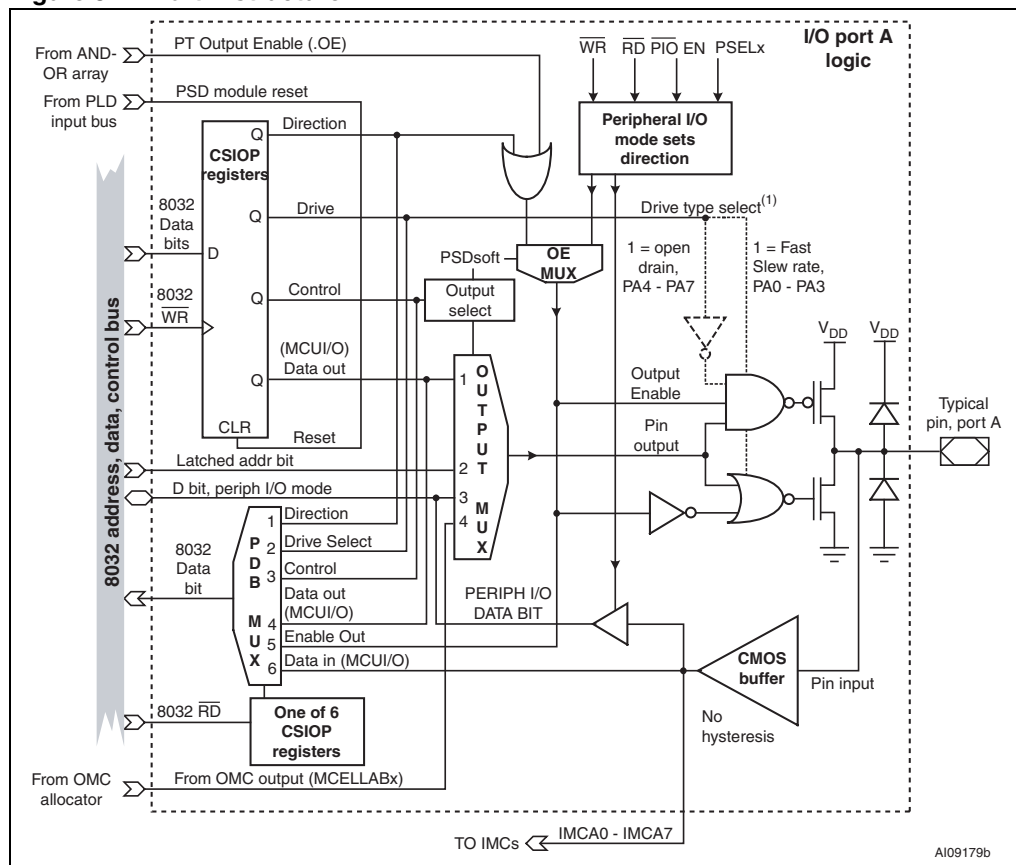 I/O port A
logic
From AND-
OR array
PT Output Enable (.OE)
WR RD PIO EN PSELx
From PLD
input bus
PSD module reset
Peripheral I/O
mode sets
direction
CSIOP
registers
Q
Direction
8032
Data
bits
D
Q
Drive
Drive type select(1)
PSDsoft
OE
MUX
1 = open
drain,
PA4 - PA7
1 = Fast
Slew rate,
PA0 - PA3
8032
WR
Q
Control
Output
select
VDD
VDD
(MCUI/O)
Data out
Q
1
OUTPUT MUX
Output
Enable
Typical
pin, port A
CLR
Reset
Pin
output
Latched addr bit
2
D bit, periph I/O mode
3
4
8032 address, data, control bus
8032
Data
bit
PDB MUX
1
Direction
2
Drive Select
3
Control
Data out
(MCUI/O)
4
5
Enable Out
6
Data in (MCUI/O)
PERIPH I/O
DATA BIT
CMOS
buffer
Pin input
No
hysteresis
8032 RD
One of 6
CSIOP
registers
From OMC
allocator
From OMC output (MCELLABx)
TO IMCs
IMCA0 - IMCA7
AI09179b